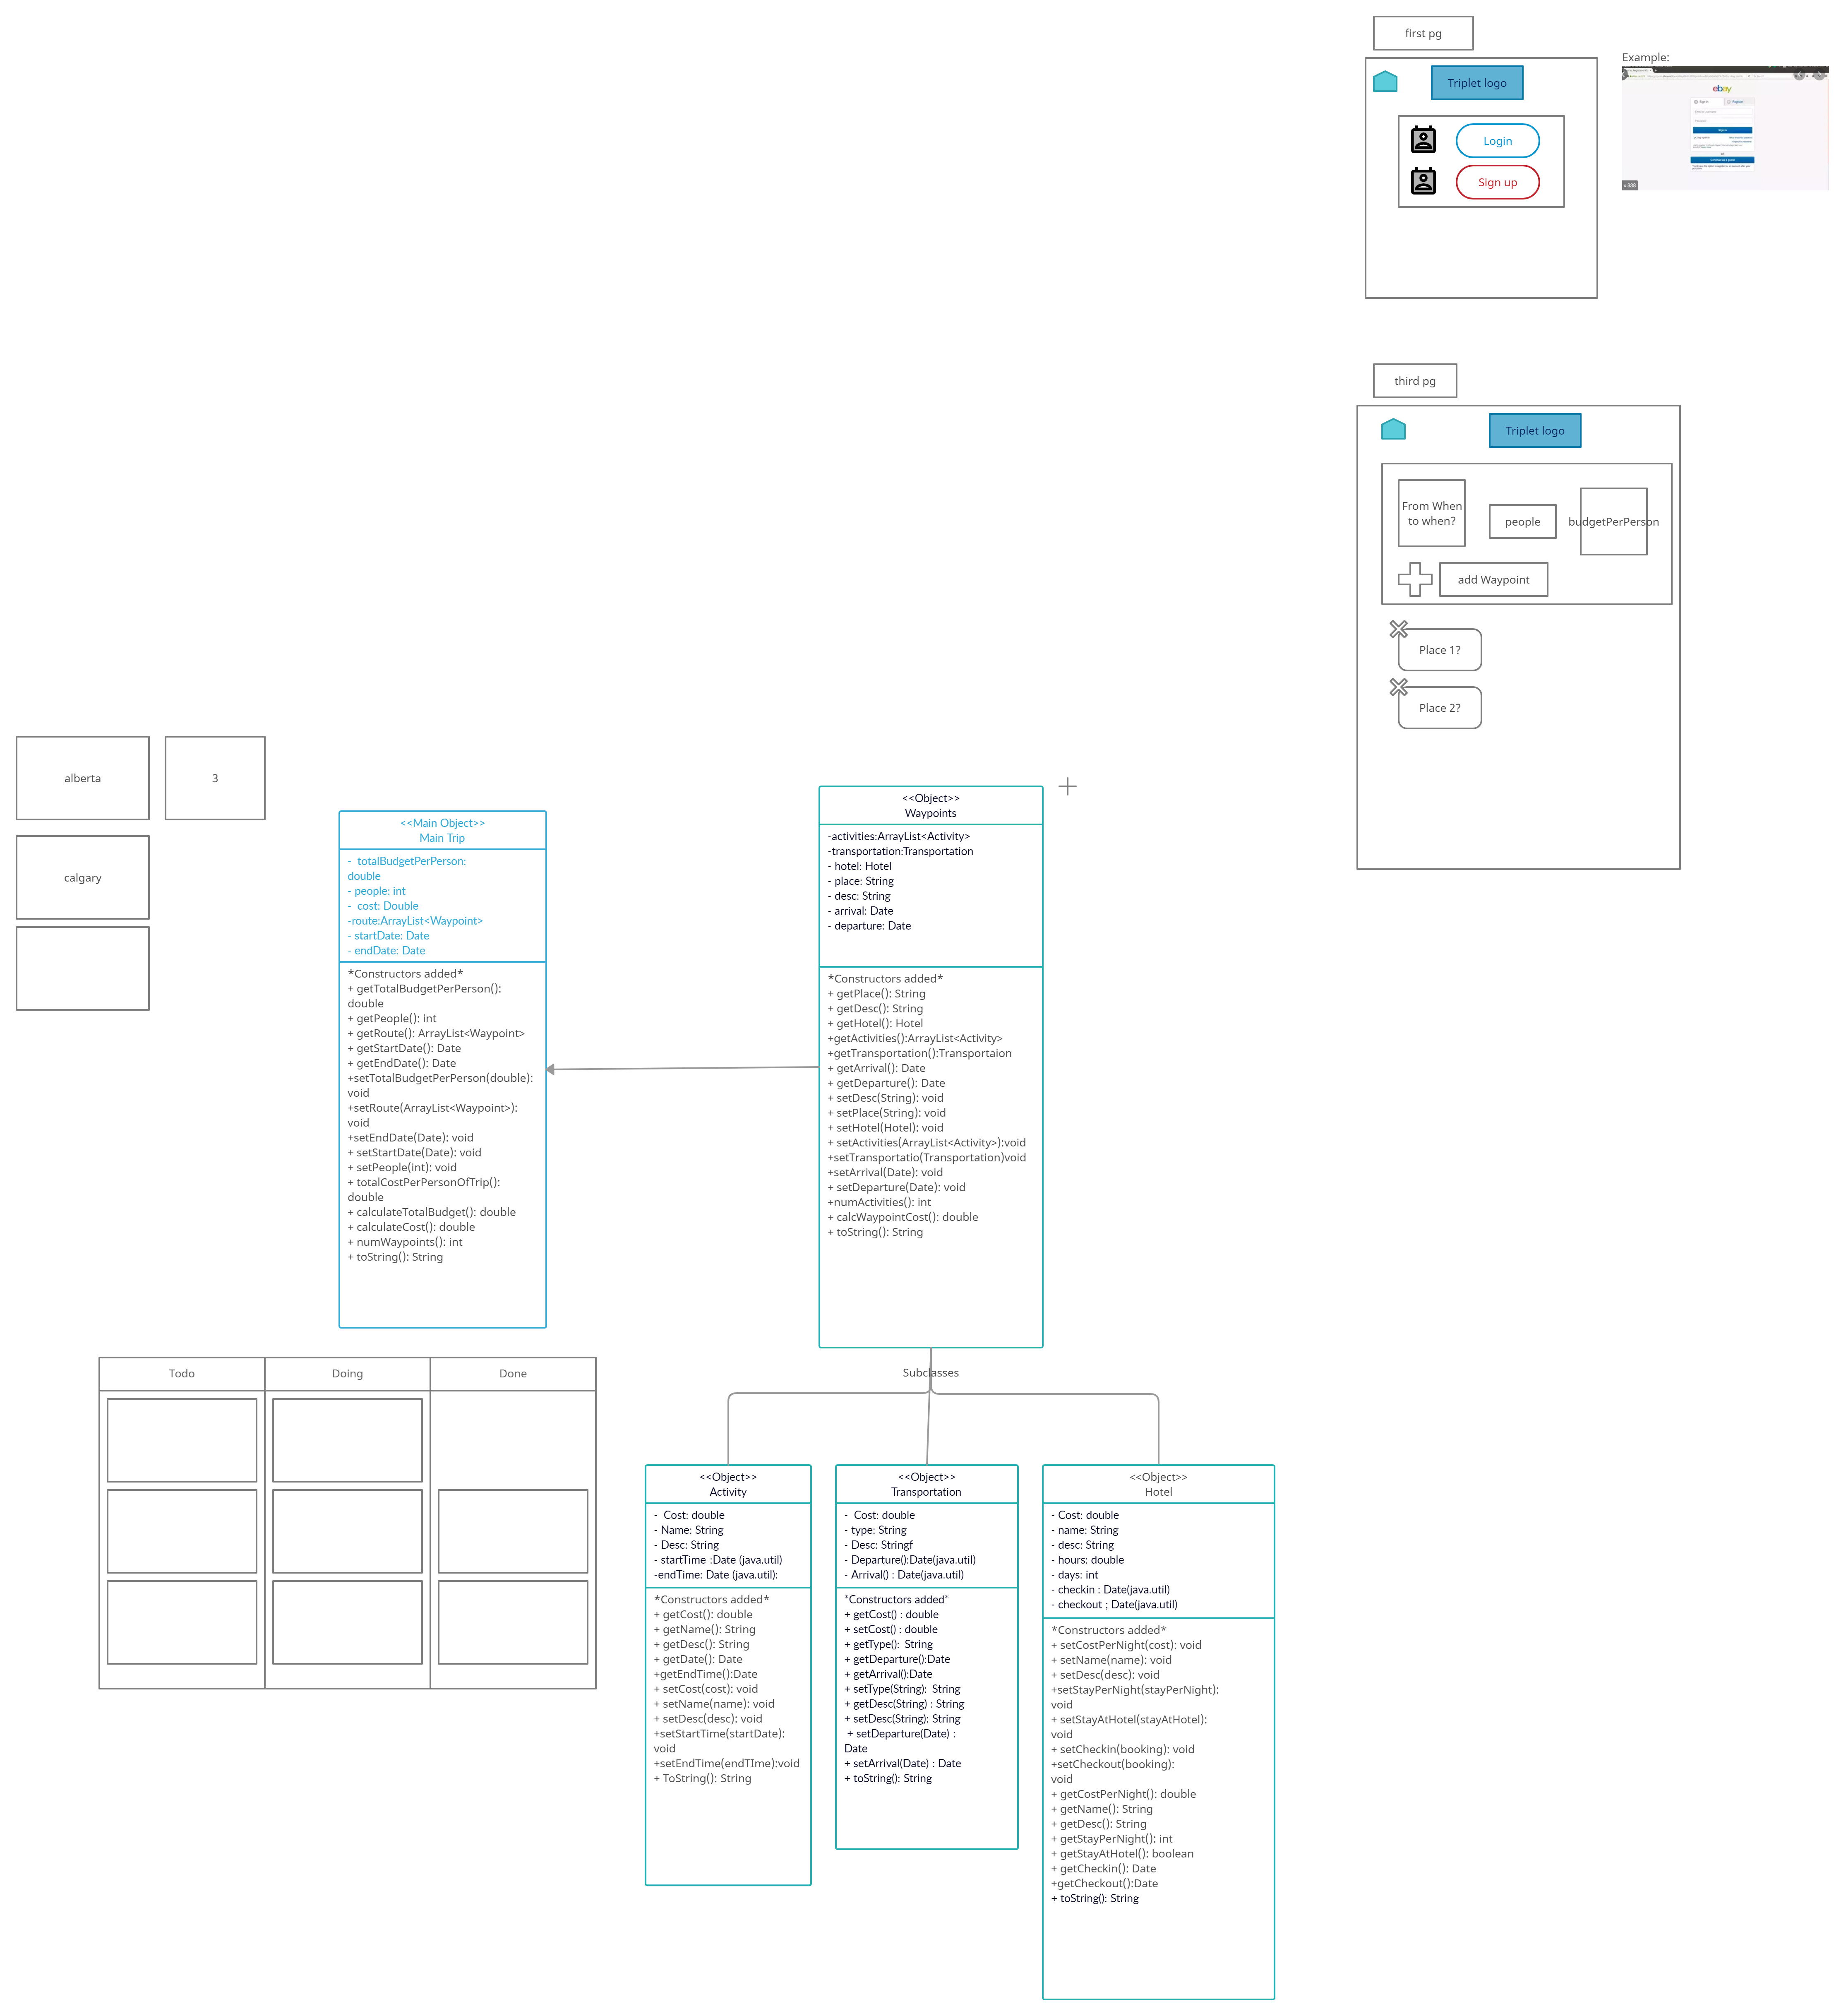 first pg
Triplet logo
Login
Sign up
Example:
ebay
third pg
Triplet logo
From When
to when?
people
budgetPerPerson
add Waypoint
Place 1?
Place 2?
alberta
3
calgary
<<Main Object>>
Main Trip
-  totalBudgetPerPerson:
double
- people: int
-  cost: Double
-route:ArrayList<Waypoint>
- startDate: Date
- endDate: Date
*Constructors added*
+ getTotalBudgetPerPerson():
double
+ getPeople(): int
+ getRoute(): ArrayList<Waypoint>
+ getStartDate(): Date
+ getEndDate(): Date
+setTotalBudgetPerPerson(double):
void
+setRoute(ArrayList<Waypoint>):
void
+setEndDate(Date): void
+ setStartDate(Date): void
+ setPeople(int): void
+ totalCostPerPersonOfTrip():
double
+ calculateTotalBudget(): double
+ calculateCost(): double
+ numWaypoints(): int
+ toString(): String
<<Object>>
Waypoints
-activities:ArrayList<Activity>
-transportation:Transportation
- hotel: Hotel
- place: String
- desc: String
- arrival: Date
- departure: Date
*Constructors added*
+ getPlace(): String
+ getDesc(): String
+ getHotel(): Hotel
+getActivities():ArrayList<Activity>
+getTransportation():Transportaion
+ getArrival(): Date
+ getDeparture(): Date
+ setDesc(String): void
+ setPlace(String): void
+ setHotel(Hotel): void
+ setActivities(ArrayList<Activity>):void
+setTransportatio(Transportation)void
+setArrival(Date): void
+ setDeparture(Date): void
+numActivities(): int
+ calcWaypointCost(): double
+ toString(): String
Subclasses
Todo
Doing
Done
<<Object>>
Activity
-  Cost: double
- Name: String
- Desc: String
- startTime :Date (java.util)
-endTime: Date (java.util):
*Constructors added*
+ getCost(): double
+ getName(): String
+ getDesc(): String
+ getDate(): Date
+getEndTime():Date
+ setCost(cost): void
+ setName(name): void
+ setDesc(desc): void
+setStartTime(startDate):
void
+setEndTime(endTIme):void
+ ToString(): String
<<Object>>
Transportation
-  Cost: double
- type: String
- Desc: Stringf
- Departure():Date(java.util)
- Arrival() : Date(java.util)
*Constructors added*
+ getCost() : double
+ setCost() : double
+ getType():  String
+ getDeparture():Date
+ getArrival():Date
+ setType(String):  String
+ getDesc(String) : String
+ setDesc(String): String
+ setDeparture(Date) :
Date
+ setArrival(Date) : Date
+ toString(): String
<<Object>>
Hotel
- Cost: double
- name: String
- desc: String
- hours: double
- days: int
- checkin : Date(java.util)
- checkout ; Date(java.util)
*Constructors added*
+ setCostPerNight(cost): void
+ setName(name): void
+ setDesc(desc): void
+setStayPerNight(stayPerNight):
void
+ setStayAtHotel(stayAtHotel):
void
+ setCheckin(booking): void
+setCheckout(booking):
void
+ getCostPerNight(): double
+ getName(): String
+ getDesc(): String
+ getStayPerNight(): int
+ getStayAtHotel(): boolean
+ getCheckin(): Date
+getCheckout():Date
+ toString(): String